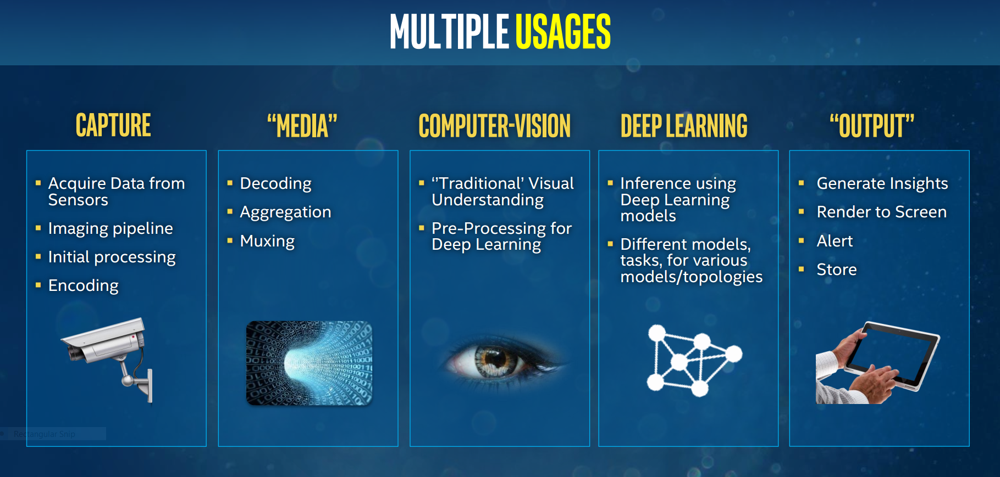 MULTIPLE USAGES
CAPTURE
Acquire Data from
Sensors
Imaging pipeline
Initial processing
Encoding
“MEDIA”
Decoding
Aggregation
Muxing
COMPUTER-VISION
‘’Traditional’ Visual
Understanding
Pre-Processing for
Deep Learning
DEEP LEARNING
Inference using
Deep Learning
models
Different models,
tasks, for various
models/topologies
“OUTPUT”
Generate Insights
Render to Screen
Alert
Store
Rectangular Snip